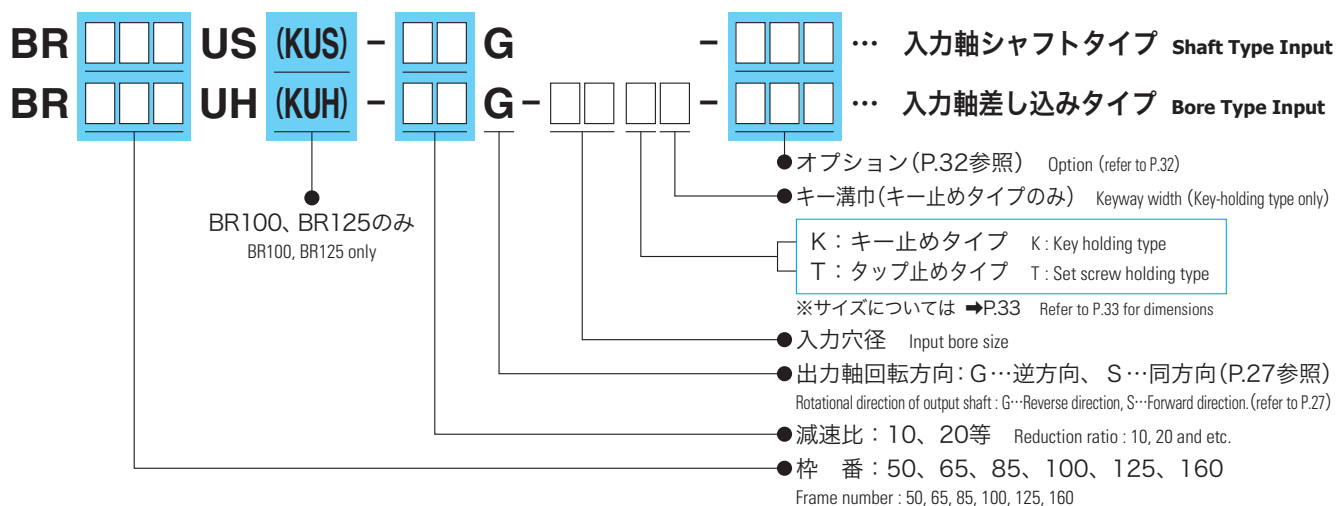 BR □□□ US (KUS) − □□ G − □□□ … 入力軸シャフトタイプ Shaft Type Input
BR □□□ UH (KUH) − □□ G − □□ □□ − □□□ … 入力軸差し込みタイプ Bore Type Input
オプション(P.32参照) Option (refer to P.32)
キー溝巾(キー止めタイプのみ) Keyway width (Key-holding type only)
BR100、BR125のみ
BR100, BR125 only
K:キー止めタイプ K : Key holding type
T:タップ止めタイプ T : Set screw holding type
※サイズについては ➡P.33 Refer to P.33 for dimensions
入力穴径 Input bore size
出力軸回転方向:G…逆方向、S…同方向(P.27参照)
Rotational direction of output shaft : G…Reverse direction, S…Forward direction.(refer to P.27)
減速比:10、20等 Reduction ratio : 10, 20 and etc.
枠 番:50、65、85、100、125、160
Frame number : 50, 65, 85, 100, 125, 160